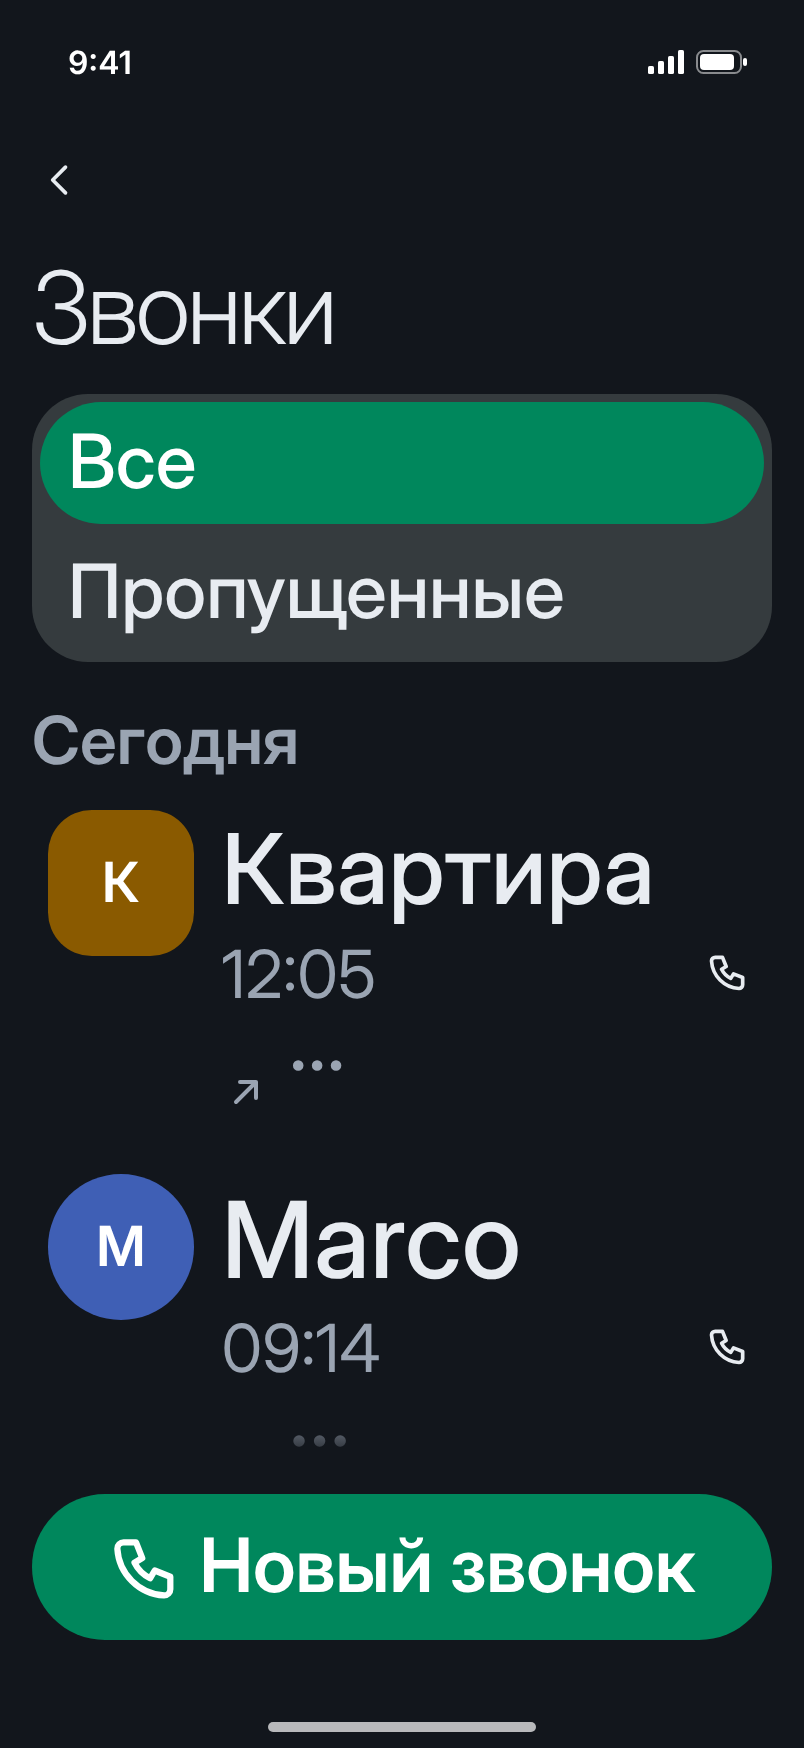 9:41
Звонки
Все
Пропущенные
Сегодня
К
Квартира
12:05
...
M
Marco
09:14
...
Новый звонок